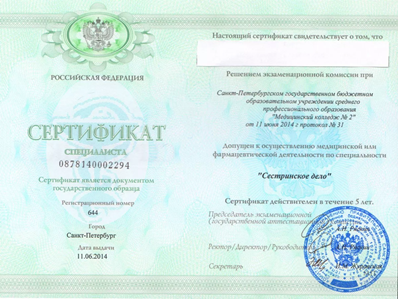 РОССИЙСКАЯ ФЕДЕРАЦИЯ
СЕРТИФИКАТ
СПЕЦИАЛИСТА
0878140002294
Сертификат является документом
государственного образца
Регистрационный номер
644
Город
Санкт-Петербург
Дата выдачи
11.06.2014
Настоящий сертификат свидетельствует о том, что
Решением экзаменационной комиссии при
Санкт-Петербургском государственном бюджетном
образовательном учреждении среднего
профессионального образования
"Медицинский колледж № 2"
от 11 июня 2014 г протокол № 31
допущен к осуществлению медицинской или
фармацевтической деятельности по специальности
"Сестринское дело"
Сертификат действителен в течение 5 лет.
Председатель экзаменационной
(государственной аттестационной)
Ректор/Директор/Руководитель
Секретарь